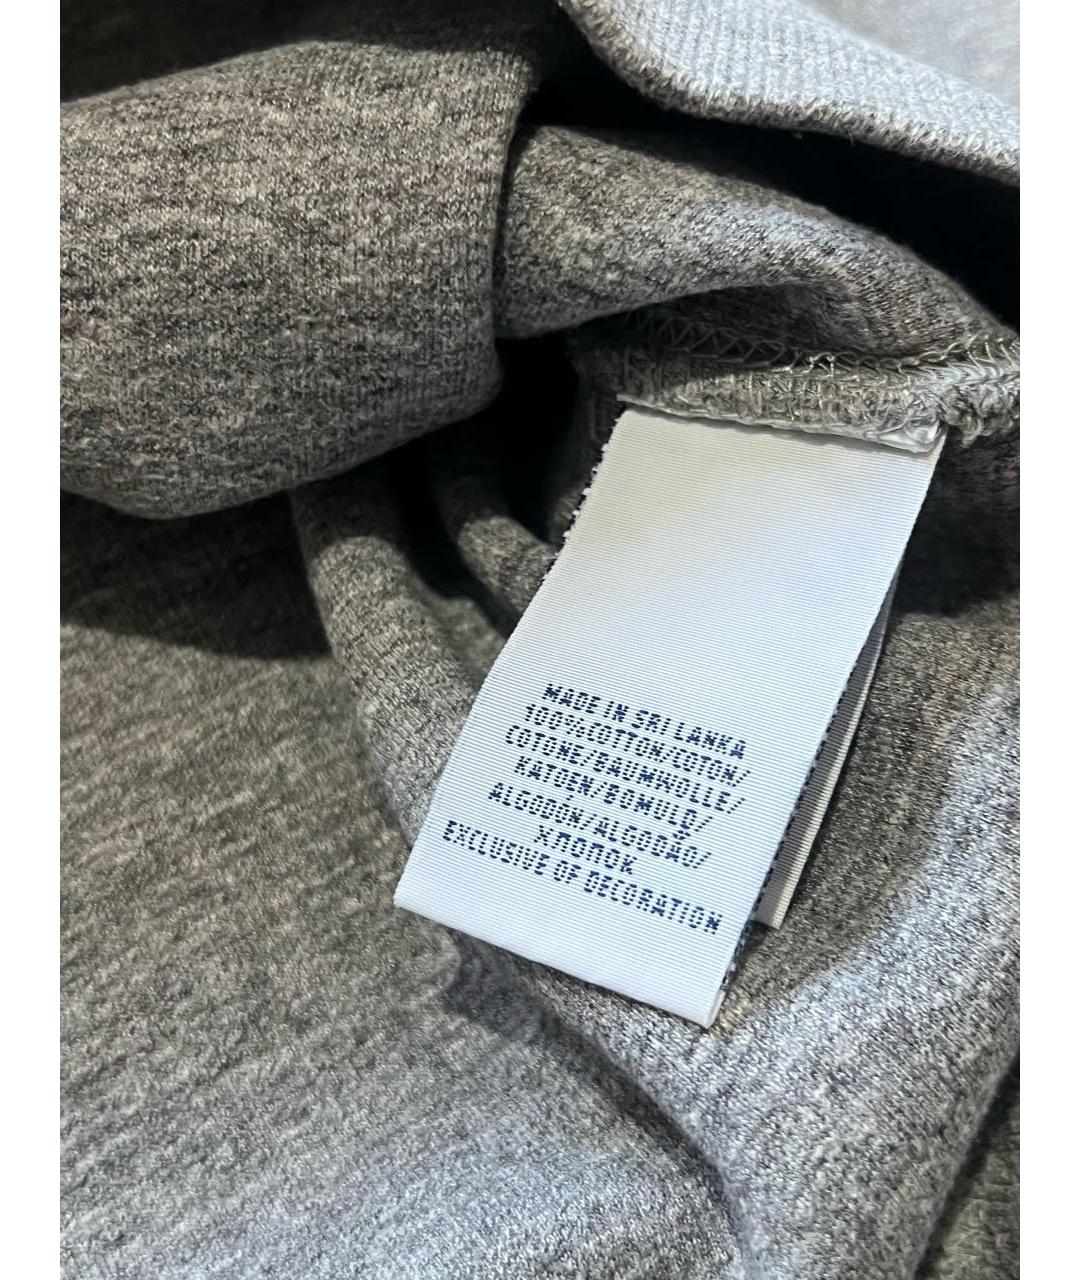 MADE IN SRI LANKA
100%COTTON/COTON/
COTONE/BAUMWOLLE/
KATOEN/BOMULD/
ALGODÓN/ALGODÃO/
ХЛОПОК
EXCLUSIVE OF DECORATION